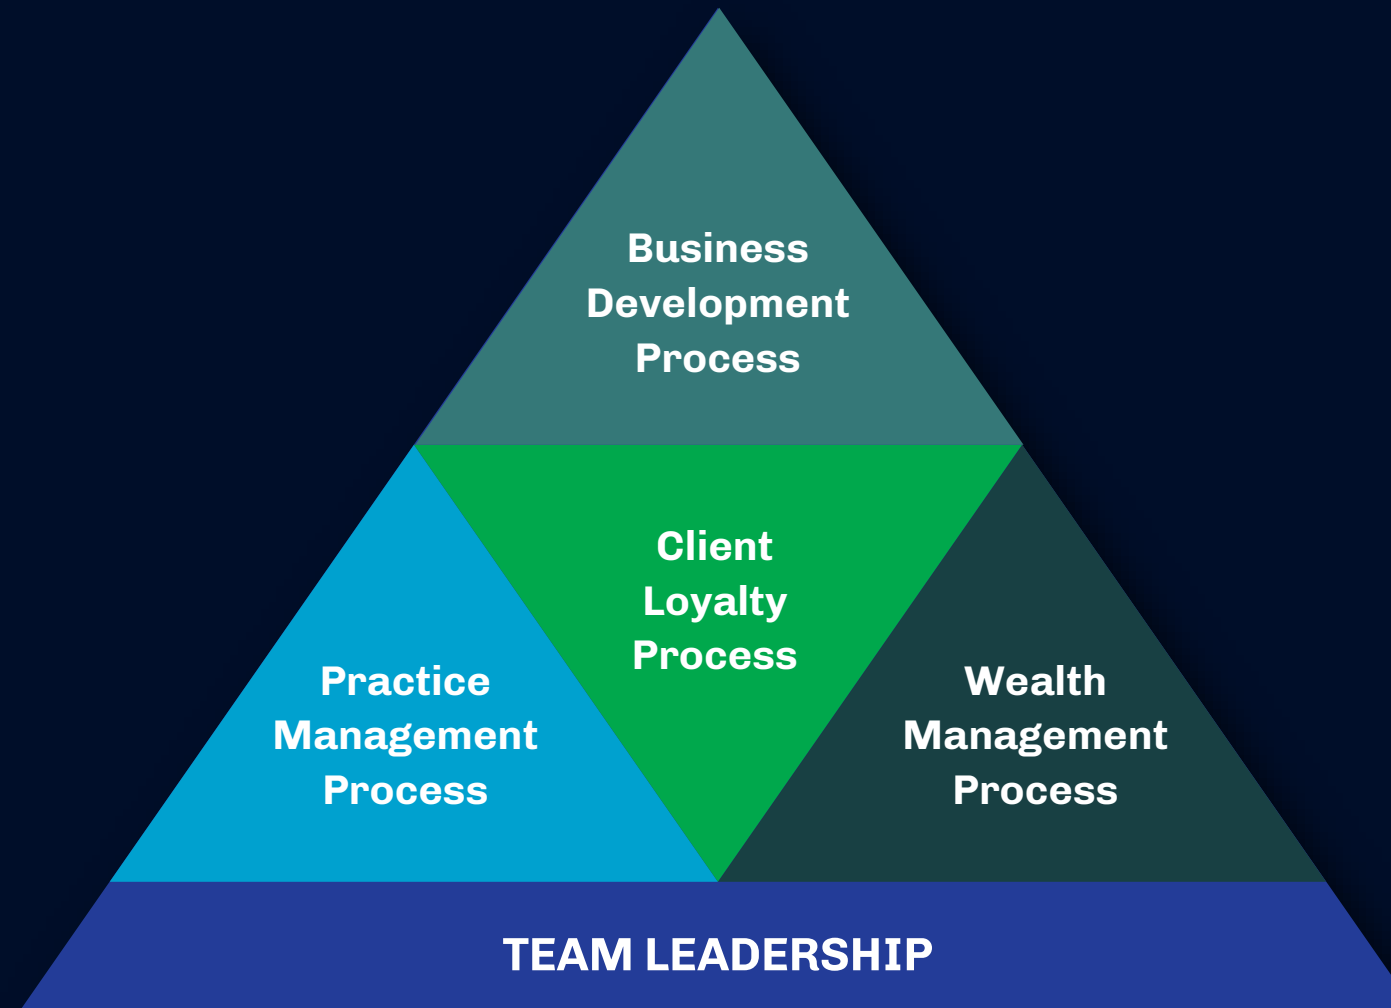 Business
Development
Process
Client
Loyalty
Process
Practice
Management
Process
Wealth
Management
Process
TEAM LEADERSHIP